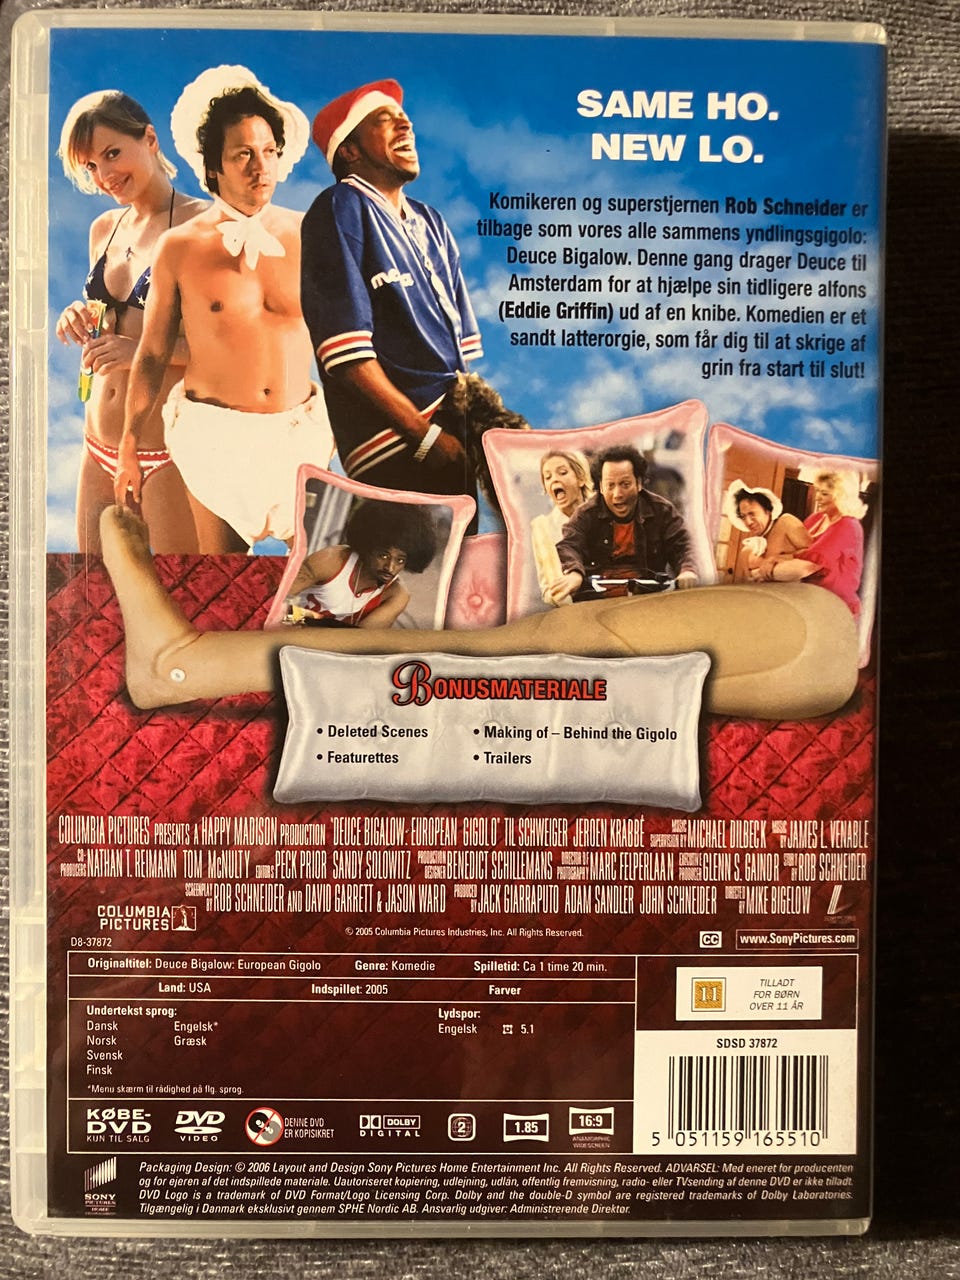 SAME HO.
NEW LO.
Komikeren og superstjernen Rob Schneider er
tilbage som vores alle sammens yndlingsgigolo:
Deuce Bigalow. Denne gang drager Deuce til
Amsterdam for at hjælpe sin tidligere alfons
(Eddie Griffin) ud af en knibe. Komedien er et
sandt latterorgie, som får dig til at skrige af
grin fra start til slut!
BONUSMATERIALE
• Deleted Scenes
• Featurettes
• Making of – Behind the Gigolo
• Trailers
COLUMBIA PICTURES PRESENTS A HAPPY MADISON PRODUCTION "DEUCE BIGALOW: EUROPEAN GIGOLO" TIL SCHWEIGER JEROEN KRABBÉ MUSIC SUPERVISION BY MICHAEL DILBECK MUSIC BY JAMES L. VENABLE
CO-PRODUCERS NATHAN T. REIMANN TOM McNULTY EDITORS PECK PRIOR SANDY SOLOWITZ PRODUCTION DESIGNER BENEDICT SCHILLEMANS DIRECTOR OF PHOTOGRAPHY MARC FELPERLAAN EXECUTIVE PRODUCER GLENN S. GAINOR STORY BY ROB SCHNEIDER
SCREENPLAY BY ROB SCHNEIDER AND DAVID GARRETT & JASON WARD PRODUCED BY JACK GIARRAPUTO ADAM SANDLER JOHN SCHNEIDER DIRECTED BY MIKE BIGELOW
COLUMBIA
PICTURES
© 2005 Columbia Pictures Industries, Inc. All Rights Reserved.
D8-37872
CC
www.SonyPictures.com
Originaltitel: Deuce Bigalow: European Gigolo Genre: Komedie Spilletid: Ca 1 time 20 min.
Land: USA Indspillet: 2005 Farver
Undertekst sprog:
Dansk Engelsk*
Norsk Græsk
Svensk
Finsk
*Menu skærm til rådighed på flg. sprog.
Lydspor:
Engelsk 5.1
11
TILLADT
FOR BØRN
OVER 11 ÅR
SDSD 37872
5 051159 165510
KØBE-
DVD
KUN TIL SALG
DVD
VIDEO
DENNE DVD
ER KOPISIKRET
DOLBY
DIGITAL
2
1.85
16:9
ANAMORPHIC
WIDESCREEN
SONY
PICTURES
HOME
Packaging Design: © 2006 Layout and Design Sony Pictures Home Entertainment Inc. All Rights Reserved. ADVARSEL: Med eneret for producenten
og for ejeren af det indspillede materiale. Uautoriseret kopiering, udlejning, udlån, offentlig fremvisning, radio- eller TVsending af denne DVD er ikke tilladt.
DVD Logo is a trademark of DVD Format/Logo Licensing Corp. Dolby and the double-D symbol are registered trademarks of Dolby Laboratories.
Tilgængelig i Danmark eksklusivt gennem SPHE Nordic AB. Ansvarlig udgiver: Administrerende Direktør.